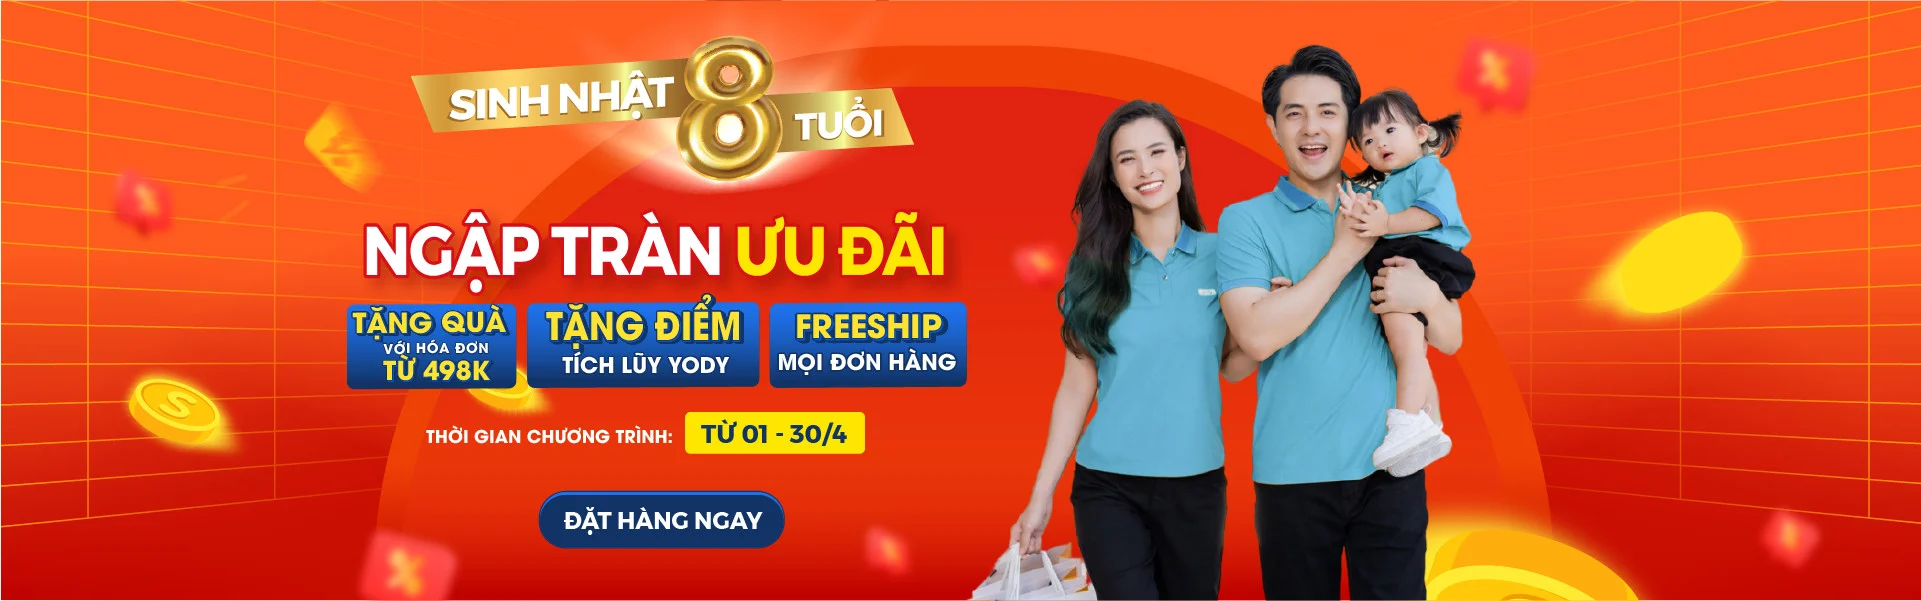 SINH NHẬT 8 TUỔI
NGẬP TRÀN ƯU ĐÃI
TẶNG QUÀ
VỚI HÓA ĐƠN
TỪ 498K
TẶNG ĐIỂM
TÍCH LŨY YODY
FREESHIP
MỌI ĐƠN HÀNG
THỜI GIAN CHƯƠNG TRÌNH: TỪ 01 - 30/4
ĐẶT HÀNG NGAY